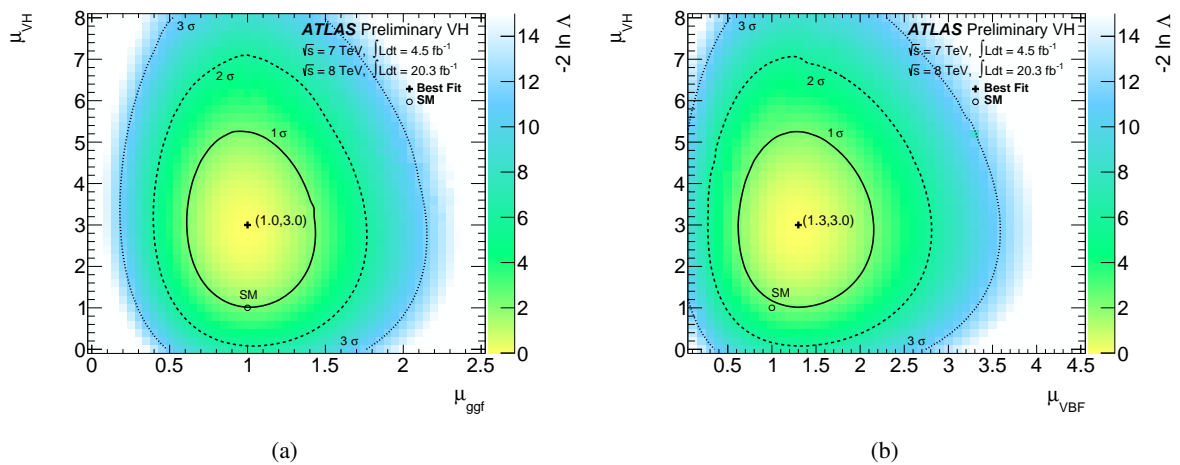 μVH
8
7
6
5
4
3
2
1
0
0
0.5
1
1.5
2
2.5
μggf
3 σ
ATLAS Preliminary VH
√s = 7 TeV, ∫Ldt = 4.5 fb-1
√s = 8 TeV, ∫Ldt = 20.3 fb-1
Best Fit
SM
2 σ
1 σ
(1.0,3.0)
SM
3 σ
-2 ln Λ
14
12
10
8
6
4
2
0
(a)
μVH
8
7
6
5
4
3
2
1
0
0.5
1
1.5
2
2.5
3
3.5
4
4.5
μVBF
3 σ
ATLAS Preliminary VH
√s = 7 TeV, ∫Ldt = 4.5 fb-1
√s = 8 TeV, ∫Ldt = 20.3 fb-1
Best Fit
SM
2 σ
1 σ
(1.3,3.0)
SM
3 σ
-2 ln Λ
14
12
10
8
6
4
2
0
(b)